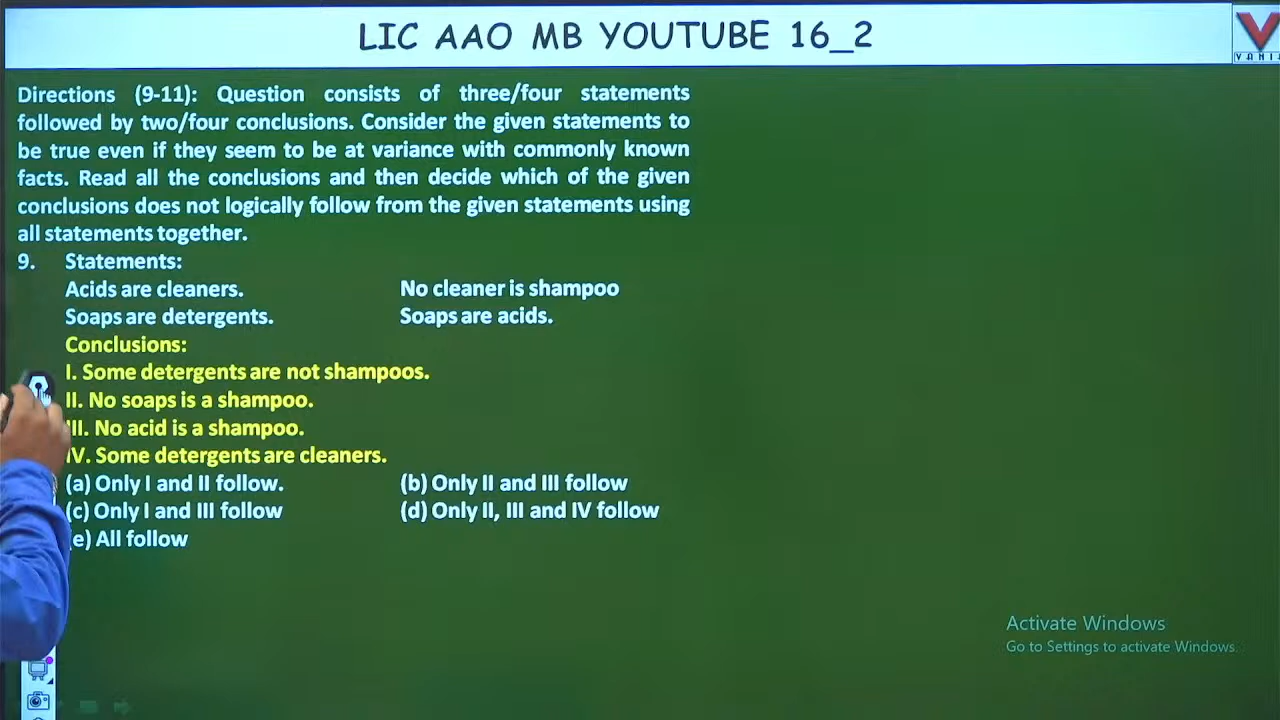 LIC AAO MB YOUTUBE 16_2
Directions (9-11): Question consists of three/four statements
followed by two/four conclusions. Consider the given statements to
be true even if they seem to be at variance with commonly known
facts. Read all the conclusions and then decide which of the given
conclusions does not logically follow from the given statements using
all statements together.
9. Statements:
Acids are cleaners. No cleaner is shampoo
Soaps are detergents. Soaps are acids.
Conclusions:
I. Some detergents are not shampoos.
II. No soaps is a shampoo.
III. No acid is a shampoo.
IV. Some detergents are cleaners.
(a) Only I and II follow. (b) Only II and III follow
(c) Only I and III follow (d) Only II, III and IV follow
(e) All follow
Activate Windows
Go to Settings to activate Windows.